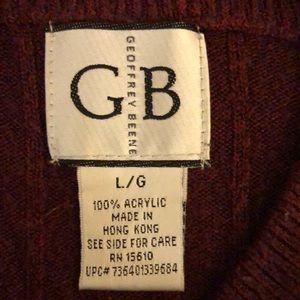 GB
GEOFFREY BEENE
L/G
100% ACRYLIC
MADE IN
HONG KONG
SEE SIDE FOR CARE
RN 15610
UPC# 736401339684